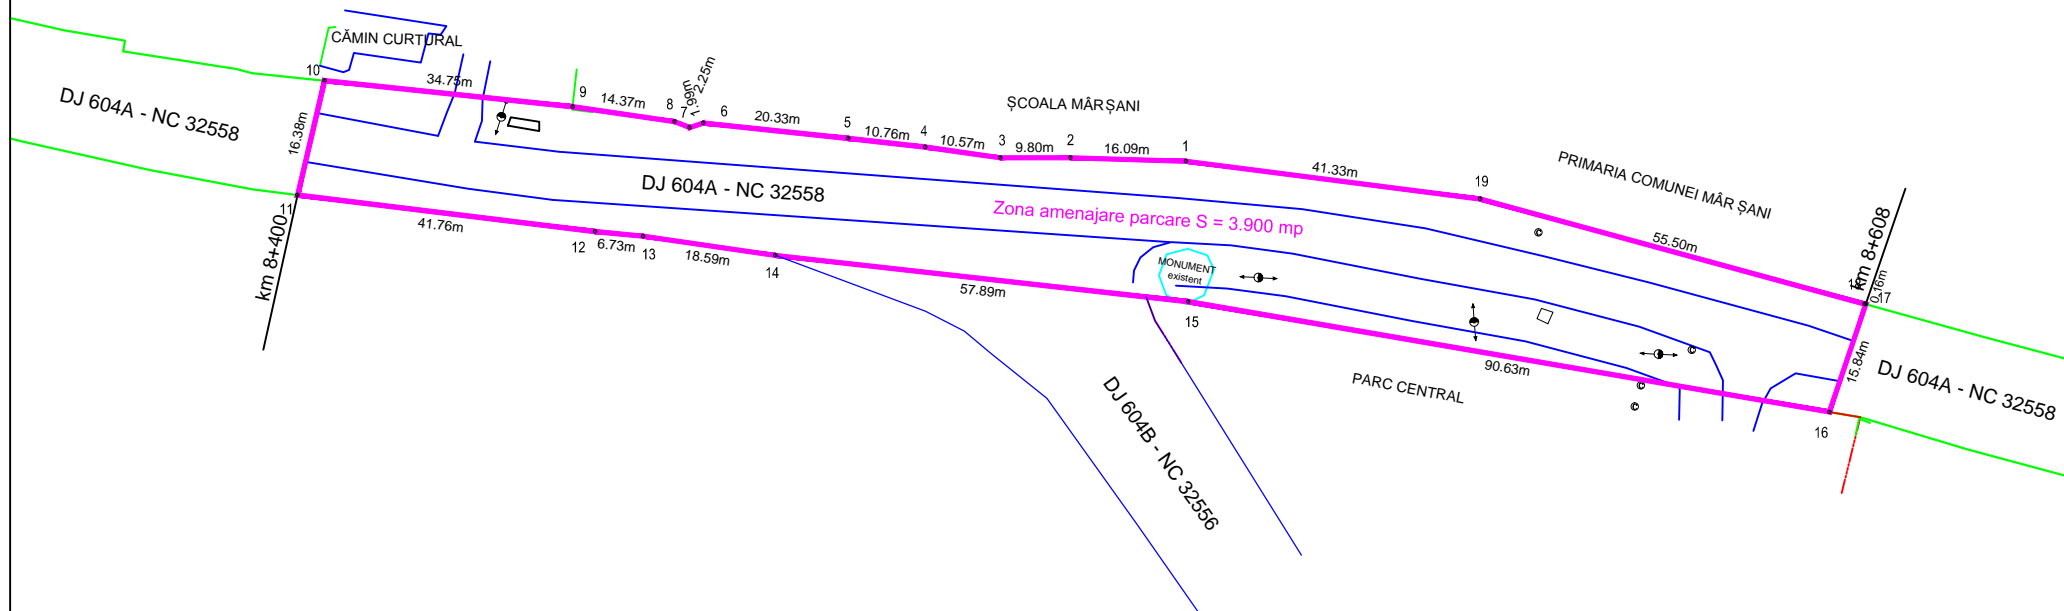 CĂMIN CURTURAL
10
34.75m
9
14.37m
8
7
1.99m
2.25m
6
20.33m
5
10.76m
4
10.57m
3
9.80m
2
16.09m
1
ȘCOALA MÂRȘANI
41.33m
19
PRIMARIA COMUNEI MÂRȘANI
55.50m
km 8+608
0.16m
17
DJ 604A - NC 32558
16.38m
DJ 604A - NC 32558
Zona amenajare parcare S = 3.900 mp
11
km 8+400
41.76m
12
6.73m
13
18.59m
14
57.89m
MONUMENT
existent
15
90.63m
PARC CENTRAL
15.84m
DJ 604A - NC 32558
16
DJ 604B - NC 32556